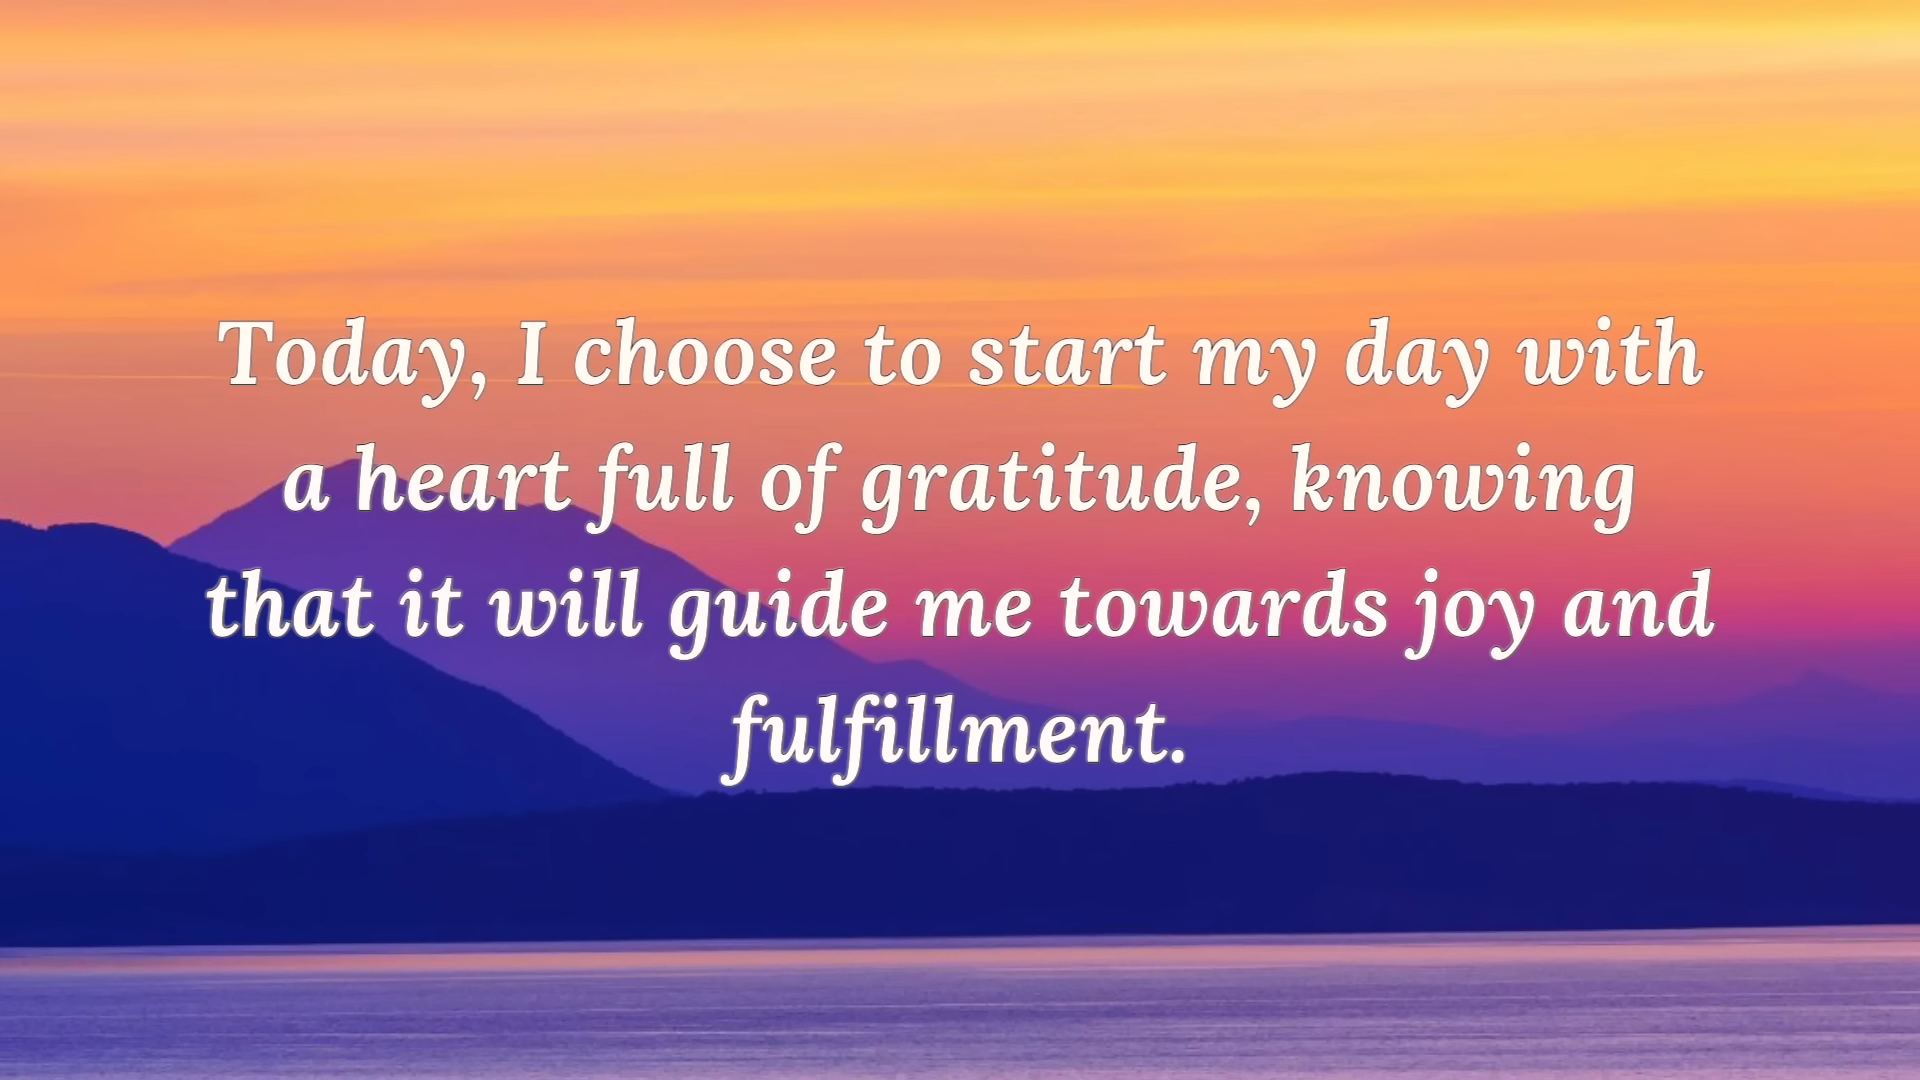 Today, I choose to start my day with
a heart full of gratitude, knowing
that it will guide me towards joy and
fulfillment.